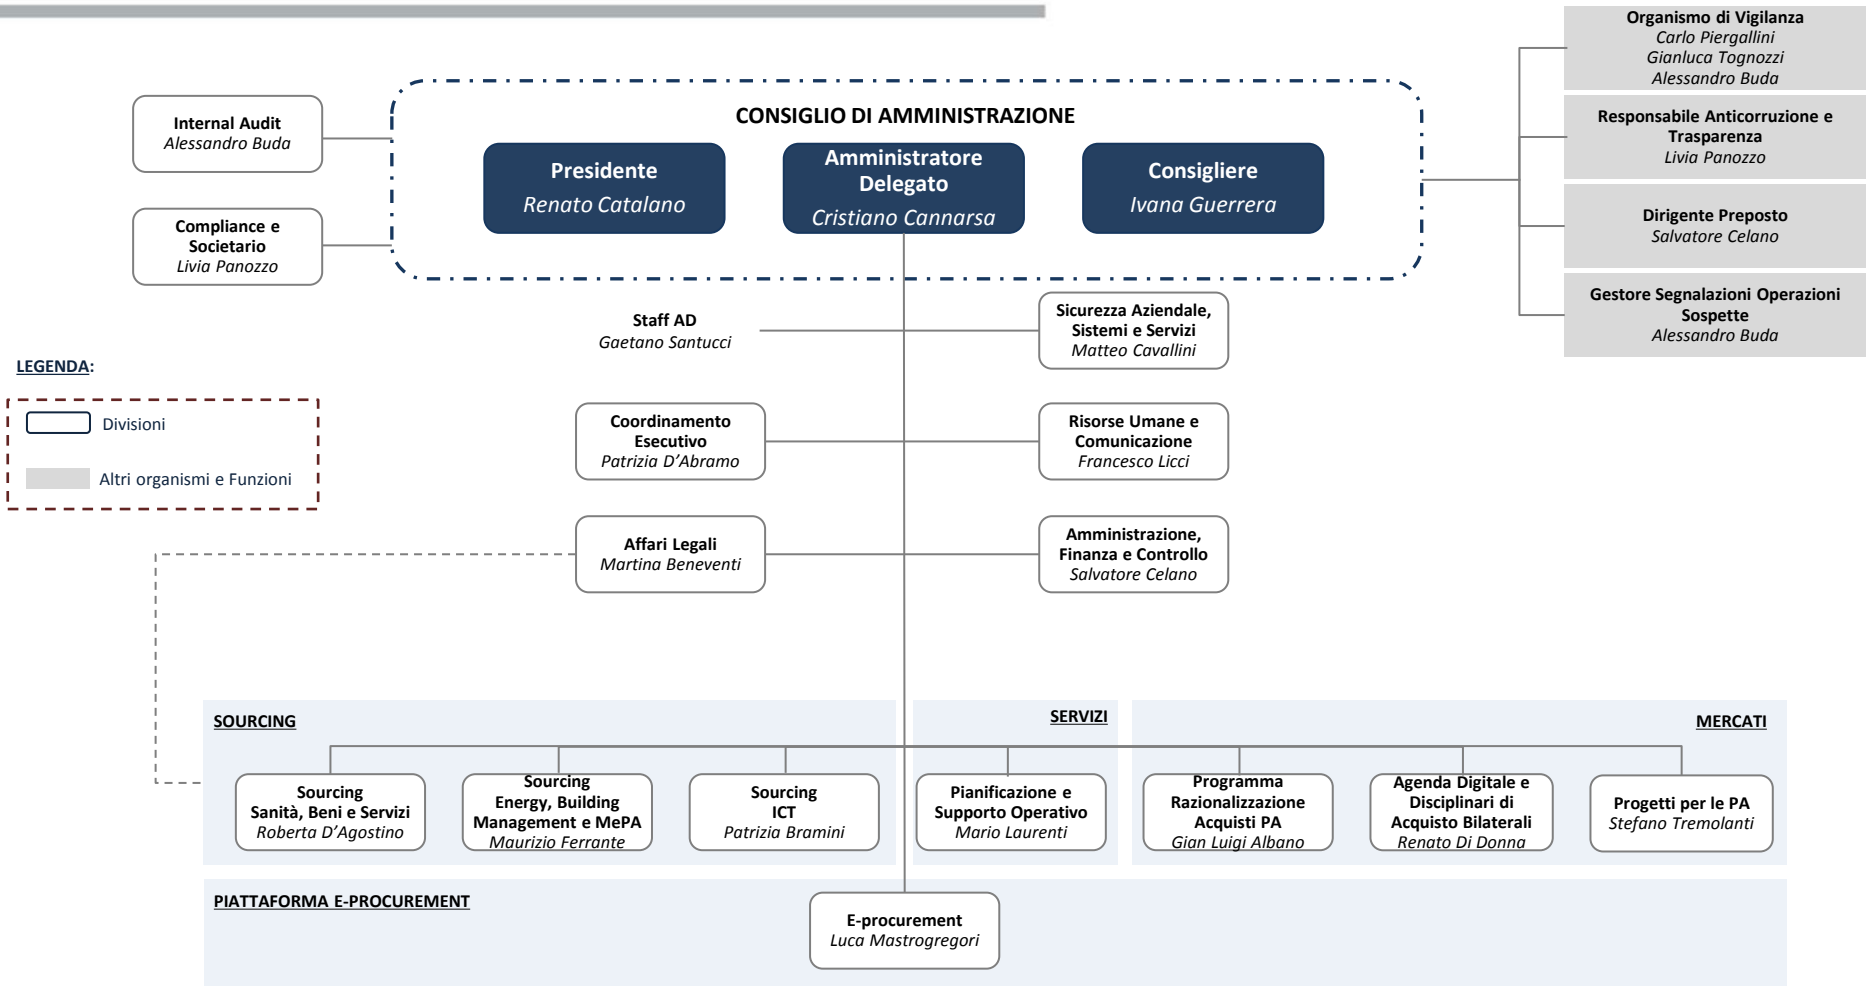 Organismo di Vigilanza
Carlo Piergallini
Gianluca Tognozzi
Alessandro Buda
Responsabile Anticorruzione e
Trasparenza
Livia Panozzo
Dirigente Preposto
Salvatore Celano
Gestore Segnalazioni Operazioni
Sospette
Alessandro Buda
Internal Audit
Alessandro Buda
Compliance e
Societario
Livia Panozzo
CONSIGLIO DI AMMINISTRAZIONE
Presidente
Renato Catalano
Amministratore
Delegato
Cristiano Cannarsa
Consigliere
Ivana Guerrera
Staff AD
Gaetano Santucci
Sicurezza Aziendale,
Sistemi e Servizi
Matteo Cavallini
LEGENDA:
Divisioni
Altri organismi e Funzioni
Coordinamento
Esecutivo
Patrizia D’Abramo
Risorse Umane e
Comunicazione
Francesco Licci
Affari Legali
Martina Beneventi
Amministrazione,
Finanza e Controllo
Salvatore Celano
SOURCING
SERVIZI
MERCATI
Sourcing
Sanità, Beni e Servizi
Roberta D’Agostino
Sourcing
Energy, Building
Management e MePA
Maurizio Ferrante
Sourcing
ICT
Patrizia Bramini
Pianificazione e
Supporto Operativo
Mario Laurenti
Programma
Razionalizzazione
Acquisti PA
Gian Luigi Albano
Agenda Digitale e
Disciplinari di
Acquisto Bilaterali
Renato Di Donna
Progetti per le PA
Stefano Tremolanti
PIATTAFORMA E-PROCUREMENT
E-procurement
Luca Mastrogregori